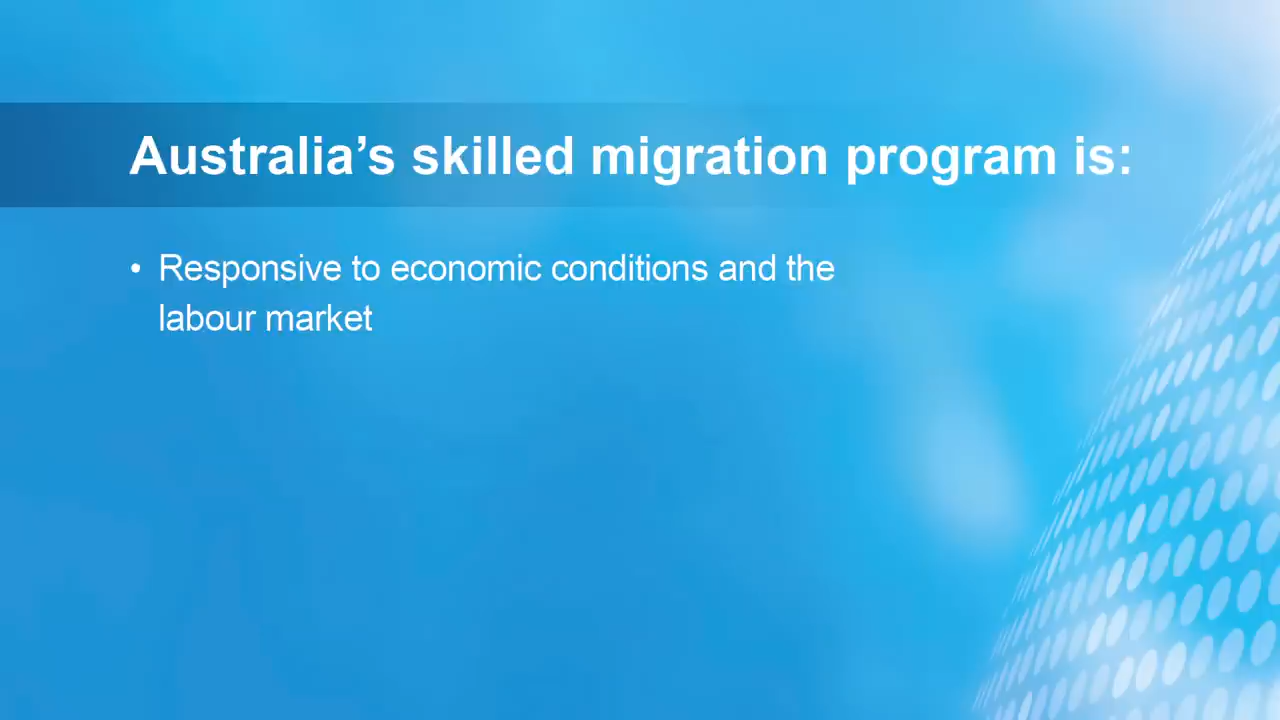 Australia’s skilled migration program is:
• Responsive to economic conditions and the
labour market